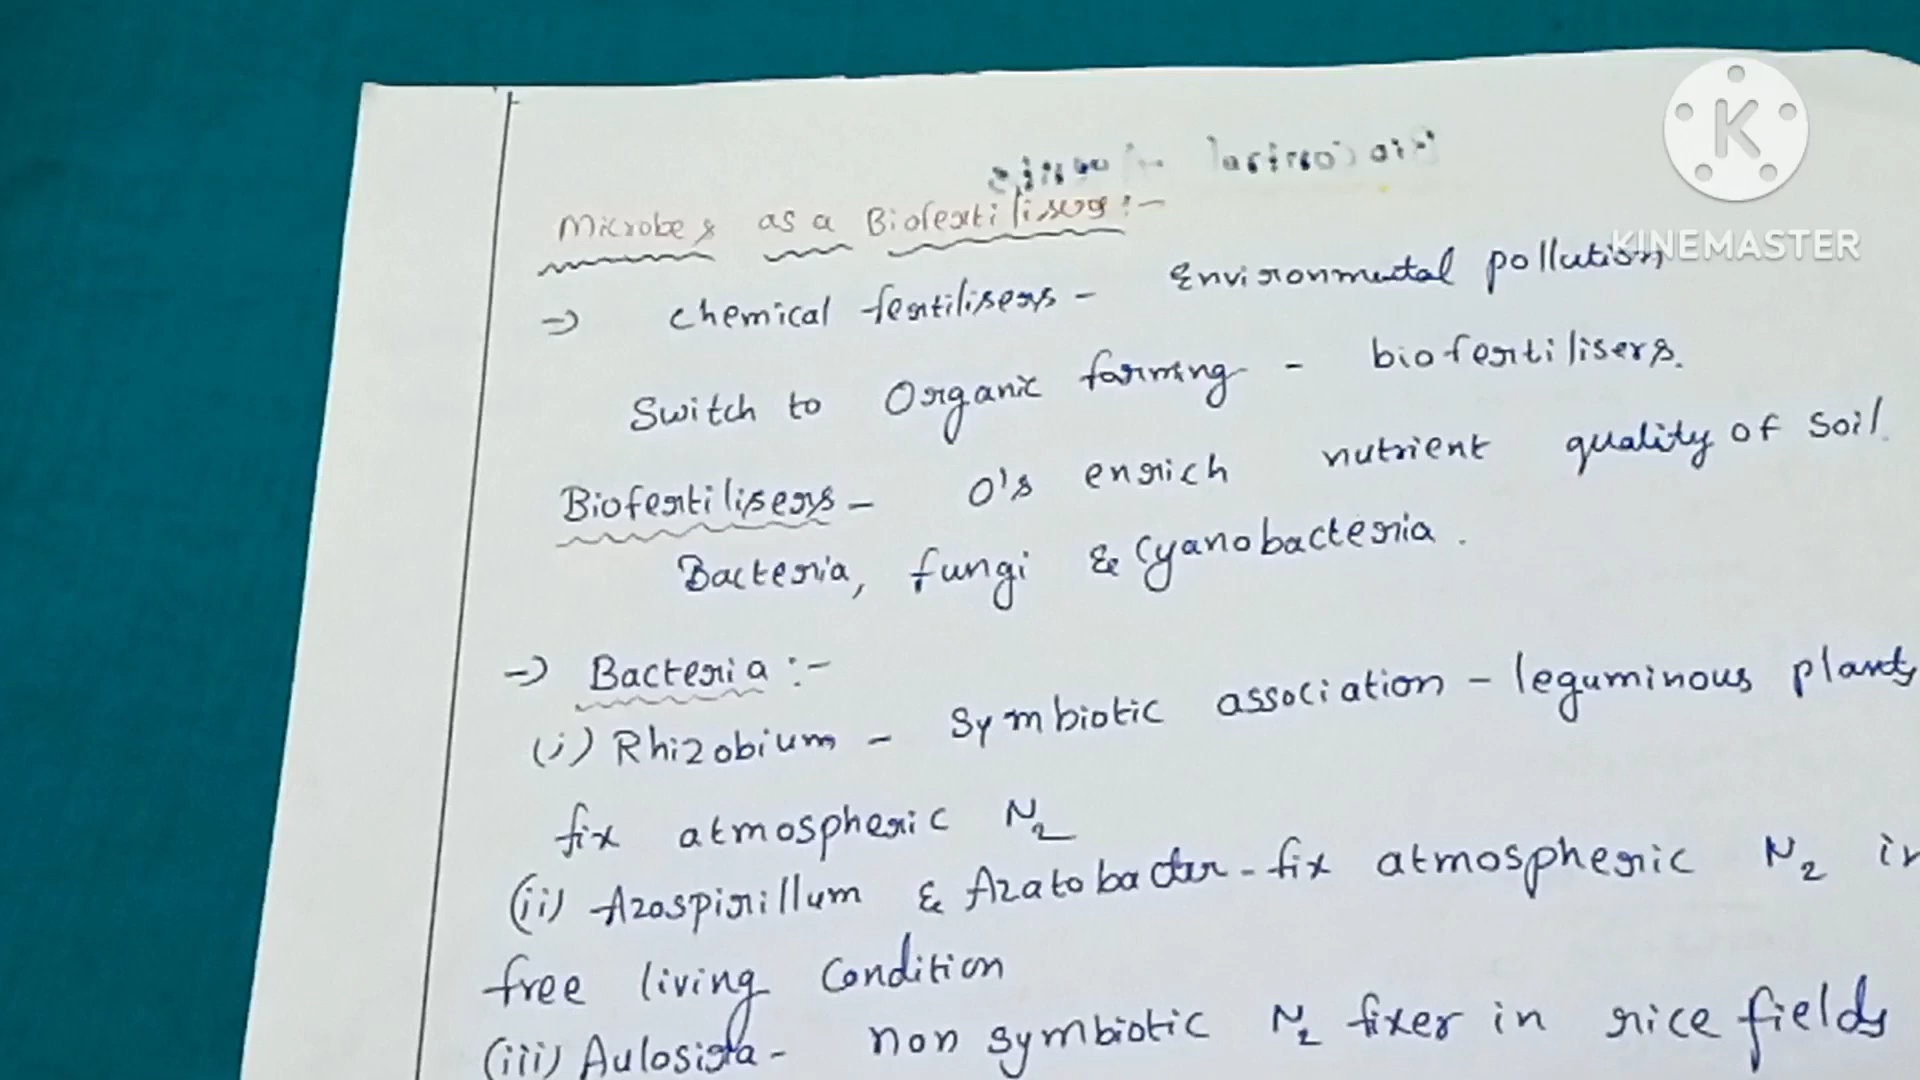 Microbes as a Biofertilisers :-
→ Chemical fertilisers - Environmental pollution
Switch to Organic farming - biofertilisers.
Biofertilisers - O's enrich nutrient quality of soil.
Bacteria, fungi & Cyanobacteria.
→ Bacteria :-
(i) Rhizobium - Symbiotic association - leguminous plants
fix atmospheric N2
(ii) Azospirillum & Azatobacter - fix atmospheric N2 in
free living Condition
(iii) Aulosira - non symbiotic N2 fixer in rice fields
K
KINEMASTER